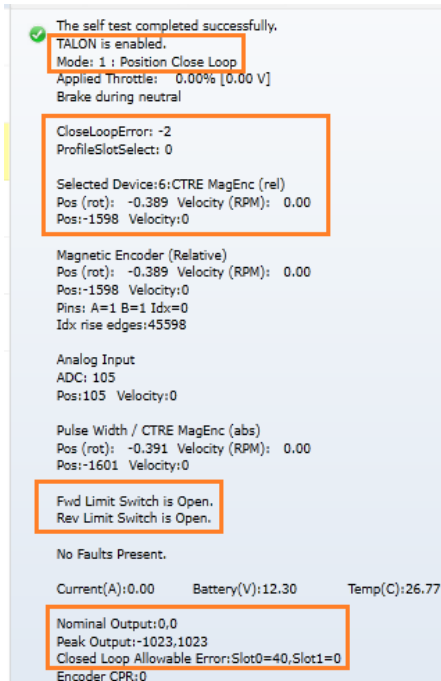 The self test completed successfully.
TALON is enabled.
Mode: 1 : Position Close Loop
Applied Throttle: 0.00% [0.00 V]
Brake during neutral
CloseLoopError: -2
ProfileSlotSelect: 0
Selected Device:6:CTRE MagEnc (rel)
Pos (rot): -0.389 Velocity (RPM): 0.00
Pos:-1598 Velocity:0
Magnetic Encoder (Relative)
Pos (rot): -0.389 Velocity (RPM): 0.00
Pos:-1598 Velocity:0
Pins: A=1 B=1 Idx=0
Idx rise edges:45598
Analog Input
ADC: 105
Pos:105 Velocity:0
Pulse Width / CTRE MagEnc (abs)
Pos (rot): -0.391 Velocity (RPM): 0.00
Pos:-1601 Velocity:0
Fwd Limit Switch is Open.
Rev Limit Switch is Open.
No Faults Present.
Current(A):0.00 Battery(V):12.30 Temp(C):26.77
Nominal Output:0,0
Peak Output:-1023,1023
Closed Loop Allowable Error:Slot0=40,Slot1=0
Encoder CPR:0